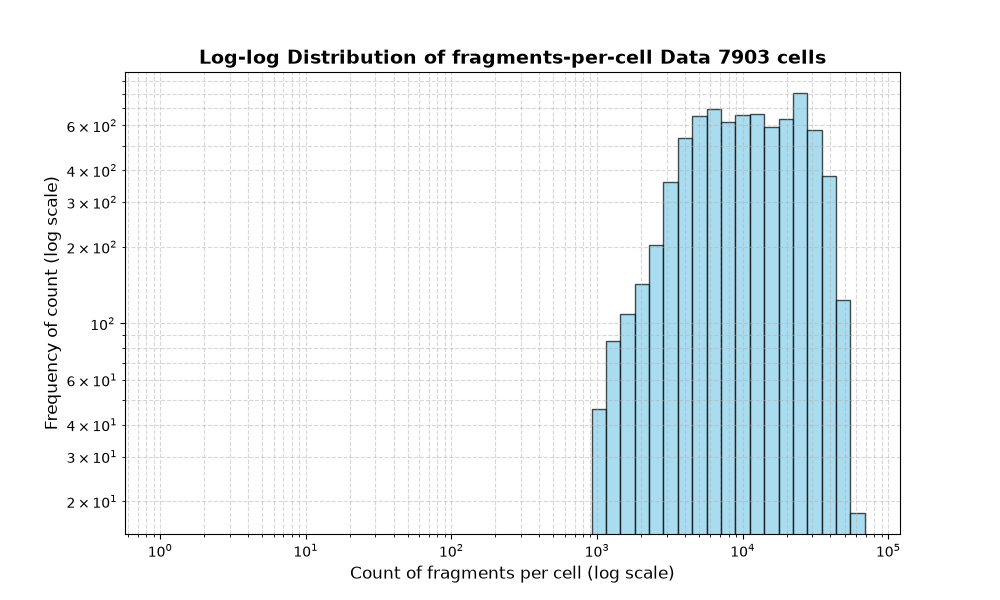 Log-log Distribution of fragments-per-cell Data 7903 cells
Frequency of count (log scale)
6 × 10²
4 × 10²
3 × 10²
2 × 10²
10²
6 × 10¹
4 × 10¹
3 × 10¹
2 × 10¹
10⁰ 10¹ 10² 10³ 10⁴ 10⁵
Count of fragments per cell (log scale)